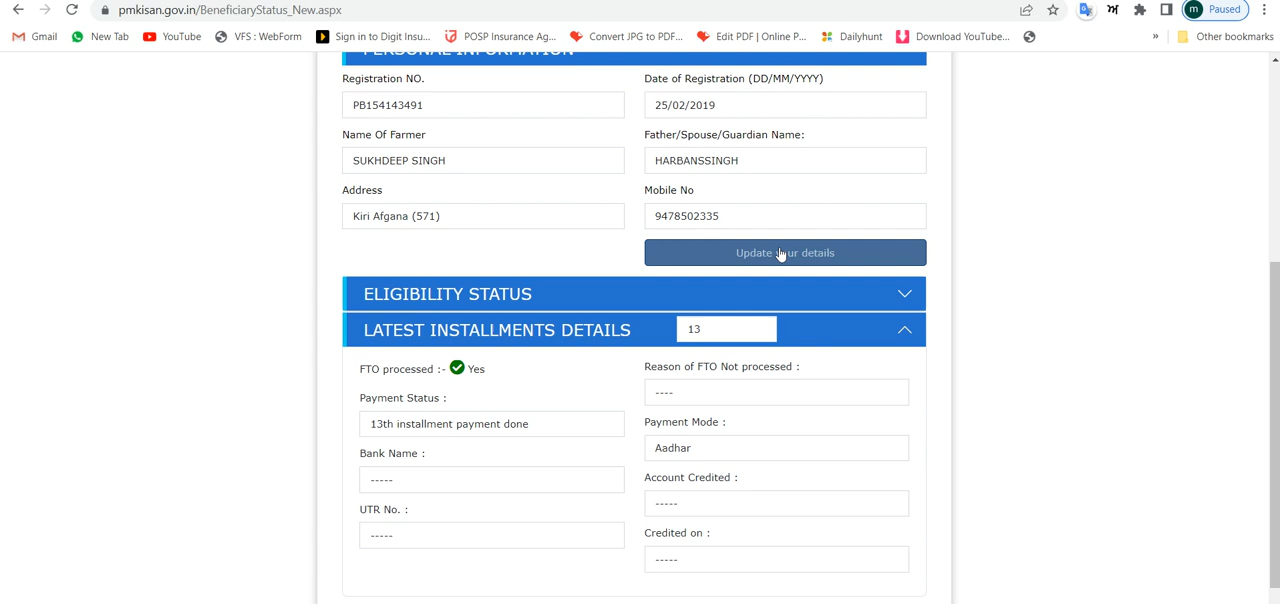 pmkisan.gov.in/BeneficiaryStatus_New.aspx
m Paused
Gmail New Tab YouTube VFS : WebForm Sign in to Digit Insu... POSP Insurance Ag... Convert JPG to PDF... Edit PDF | Online P... Dailyhunt Download YouTube... » Other bookmarks
PERSONAL INFORMATION
Registration NO. Date of Registration (DD/MM/YYYY)
PB154143491 25/02/2019
Name Of Farmer Father/Spouse/Guardian Name:
SUKHDEEP SINGH HARBANSSINGH
Address Mobile No
Kiri Afgana (571) 9478502335
Update your details
ELIGIBILITY STATUS
LATEST INSTALLMENTS DETAILS 13
FTO processed :- Yes Reason of FTO Not processed :
----
Payment Status : Payment Mode :
13th installment payment done Aadhar
Bank Name : Account Credited :
----- -----
UTR No. : Credited on :
----- -----